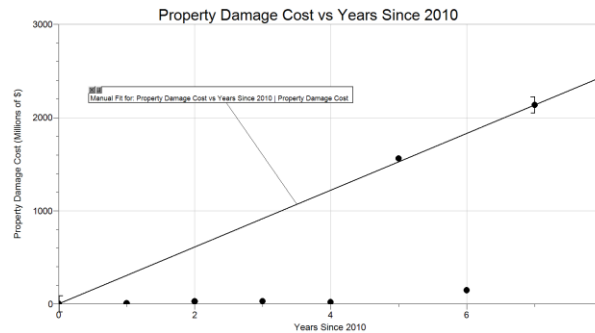 Property Damage Cost vs Years Since 2010
3000
Manual Fit for: Property Damage Cost vs Years Since 2010 | Property Damage Cost
2000
Property Damage Cost (Millions of $)
1000
0
0
2
4
6
Years Since 2010